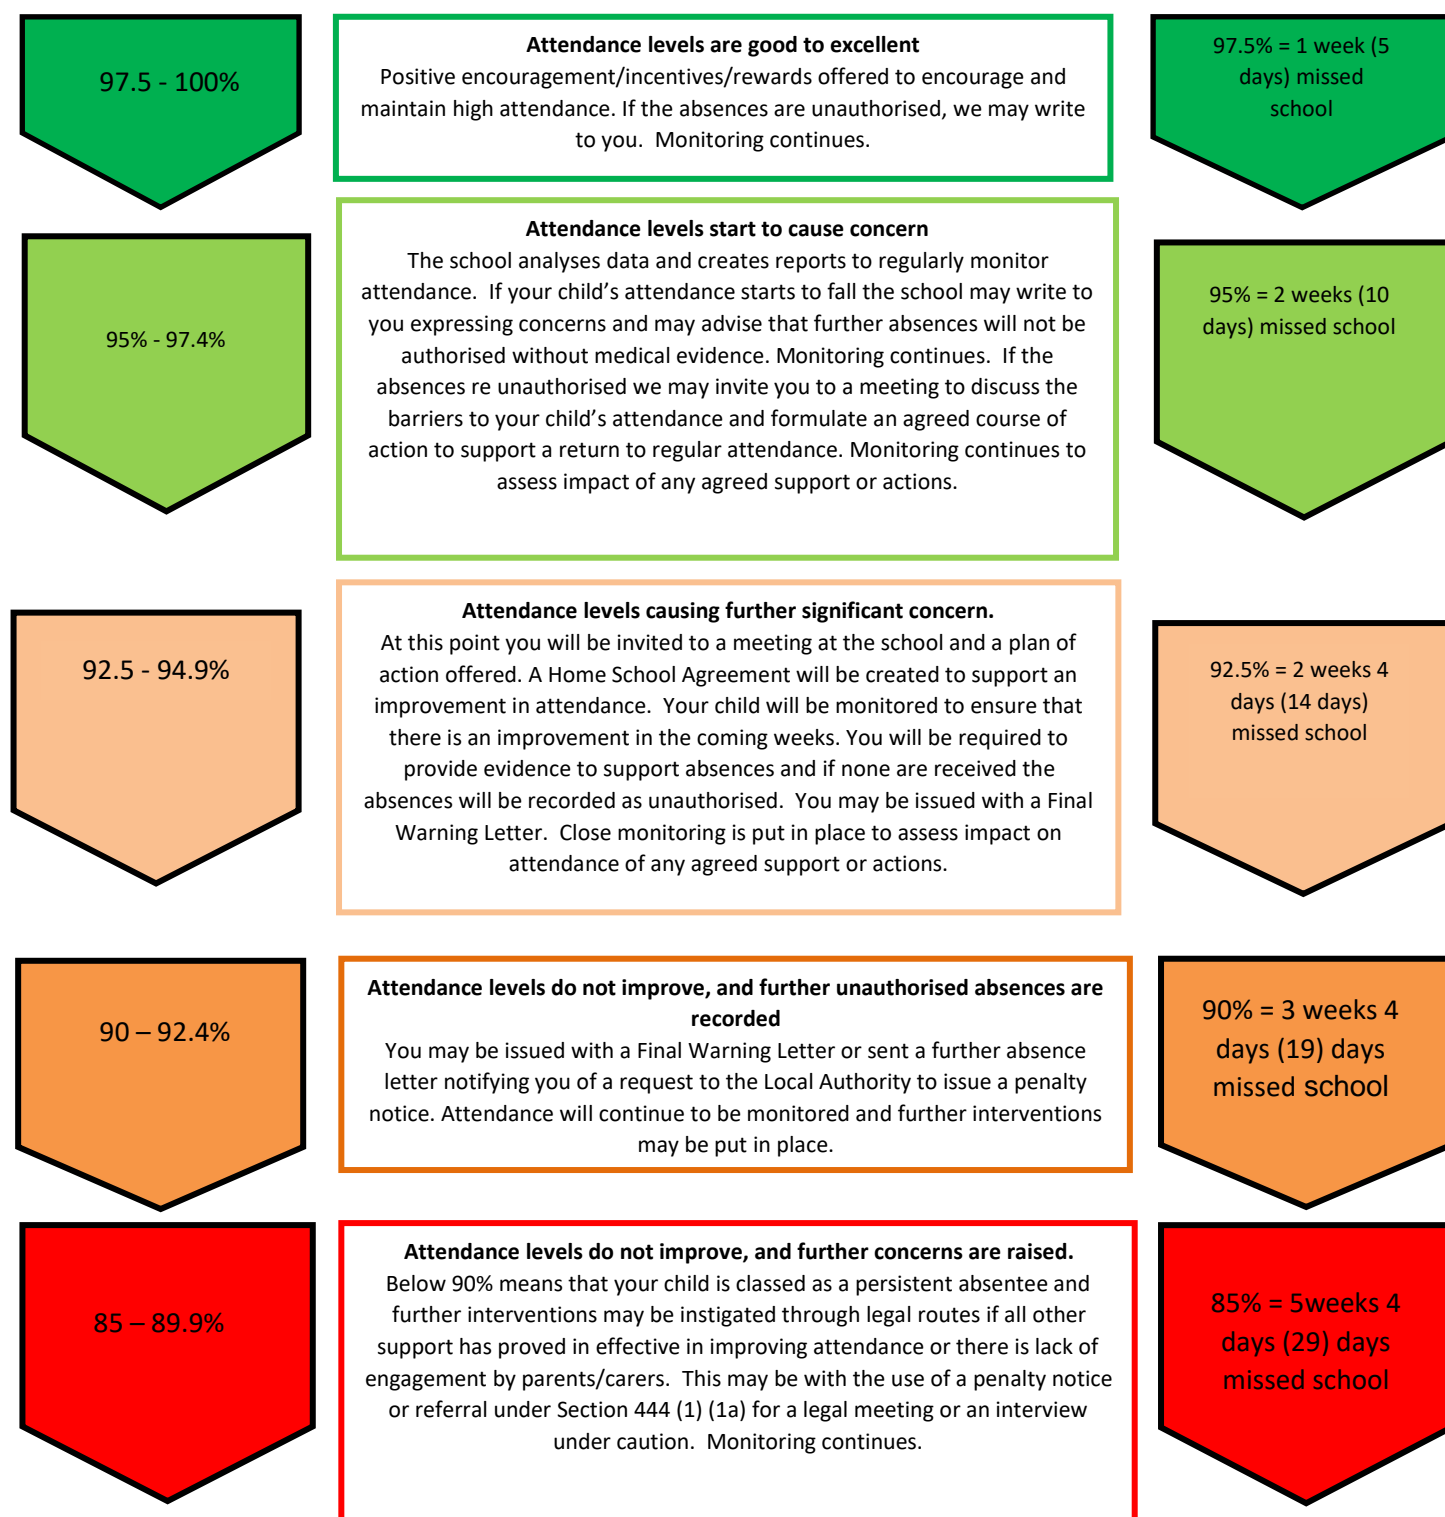 97.5 - 100%
Attendance levels are good to excellent
Positive encouragement/incentives/rewards offered to encourage and
maintain high attendance. If the absences are unauthorised, we may write
to you.  Monitoring continues.
97.5% = 1 week (5
days) missed
school
95% - 97.4%
Attendance levels start to cause concern
The school analyses data and creates reports to regularly monitor
attendance.  If your child’s attendance starts to fall the school may write to
you expressing concerns and may advise that further absences will not be
authorised without medical evidence. Monitoring continues.  If the
absences re unauthorised we may invite you to a meeting to discuss the
barriers to your child’s attendance and formulate an agreed course of
action to support a return to regular attendance. Monitoring continues to
assess impact of any agreed support or actions.
95% = 2 weeks (10
days) missed school
92.5 - 94.9%
Attendance levels causing further significant concern.
At this point you will be invited to a meeting at the school and a plan of
action offered. A Home School Agreement will be created to support an
improvement in attendance.  Your child will be monitored to ensure that
there is an improvement in the coming weeks. You will be required to
provide evidence to support absences and if none are received the
absences will be recorded as unauthorised.  You may be issued with a Final
Warning Letter.  Close monitoring is put in place to assess impact on
attendance of any agreed support or actions.
92.5% = 2 weeks 4
days (14 days)
missed school
90 – 92.4%
Attendance levels do not improve, and further unauthorised absences are
recorded
You may be issued with a Final Warning Letter or sent a further absence
letter notifying you of a request to the Local Authority to issue a penalty
notice. Attendance will continue to be monitored and further interventions
may be put in place.
90% = 3 weeks 4
days (19) days
missed school
85 – 89.9%
Attendance levels do not improve, and further concerns are raised.
Below 90% means that your child is classed as a persistent absentee and
further interventions may be instigated through legal routes if all other
support has proved in effective in improving attendance or there is lack of
engagement by parents/carers.  This may be with the use of a penalty notice
or referral under Section 444 (1) (1a) for a legal meeting or an interview
under caution.  Monitoring continues.
85% = 5weeks 4
days (29) days
missed school